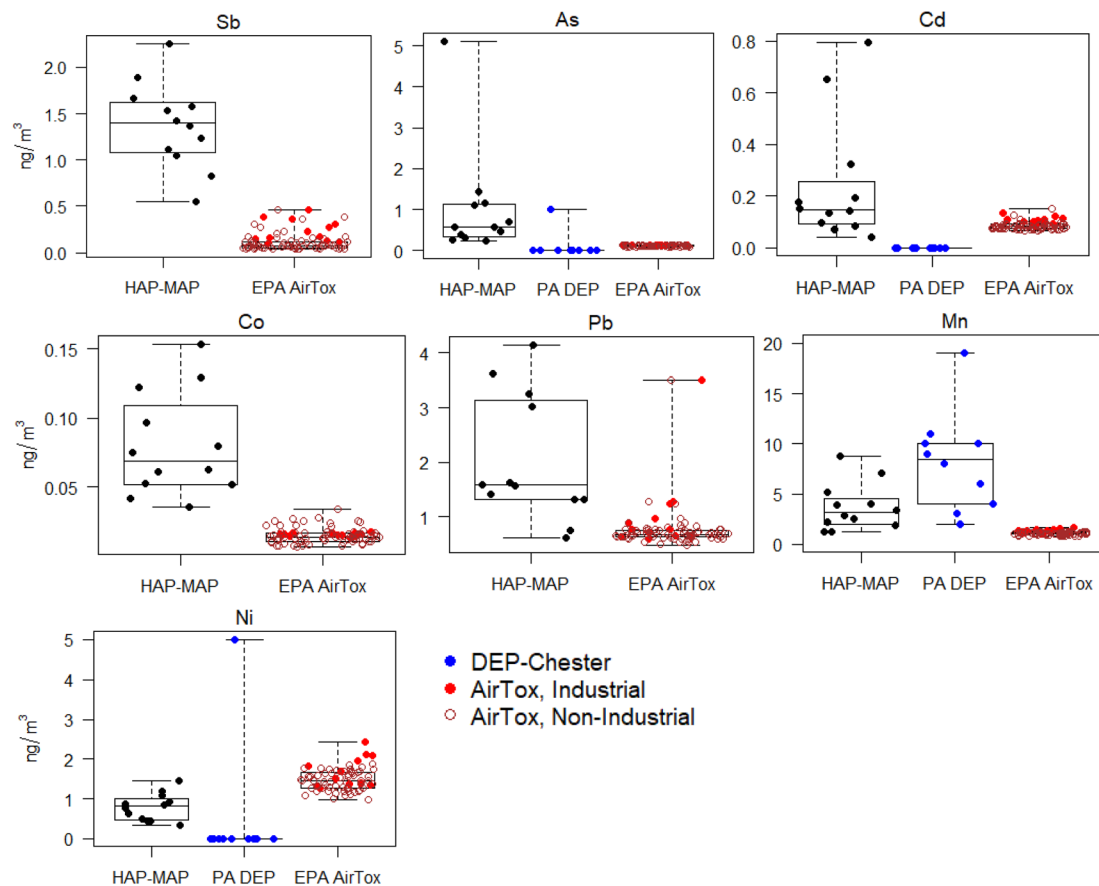 Sb
As
Cd
ng/m³
2.0
1.5
1.0
0.5
0.0
5
4
3
2
1
0
0.8
0.6
0.4
0.2
0.0
HAP-MAP EPA AirTox
HAP-MAP PA DEP EPA AirTox
HAP-MAP PA DEP EPA AirTox
Co
Pb
Mn
ng/m³
0.15
0.10
0.05
4
3
2
1
20
15
10
5
0
HAP-MAP EPA AirTox
HAP-MAP EPA AirTox
HAP-MAP PA DEP EPA AirTox
Ni
ng/m³
5
4
3
2
1
0
HAP-MAP PA DEP EPA AirTox
DEP-Chester
AirTox, Industrial
AirTox, Non-Industrial